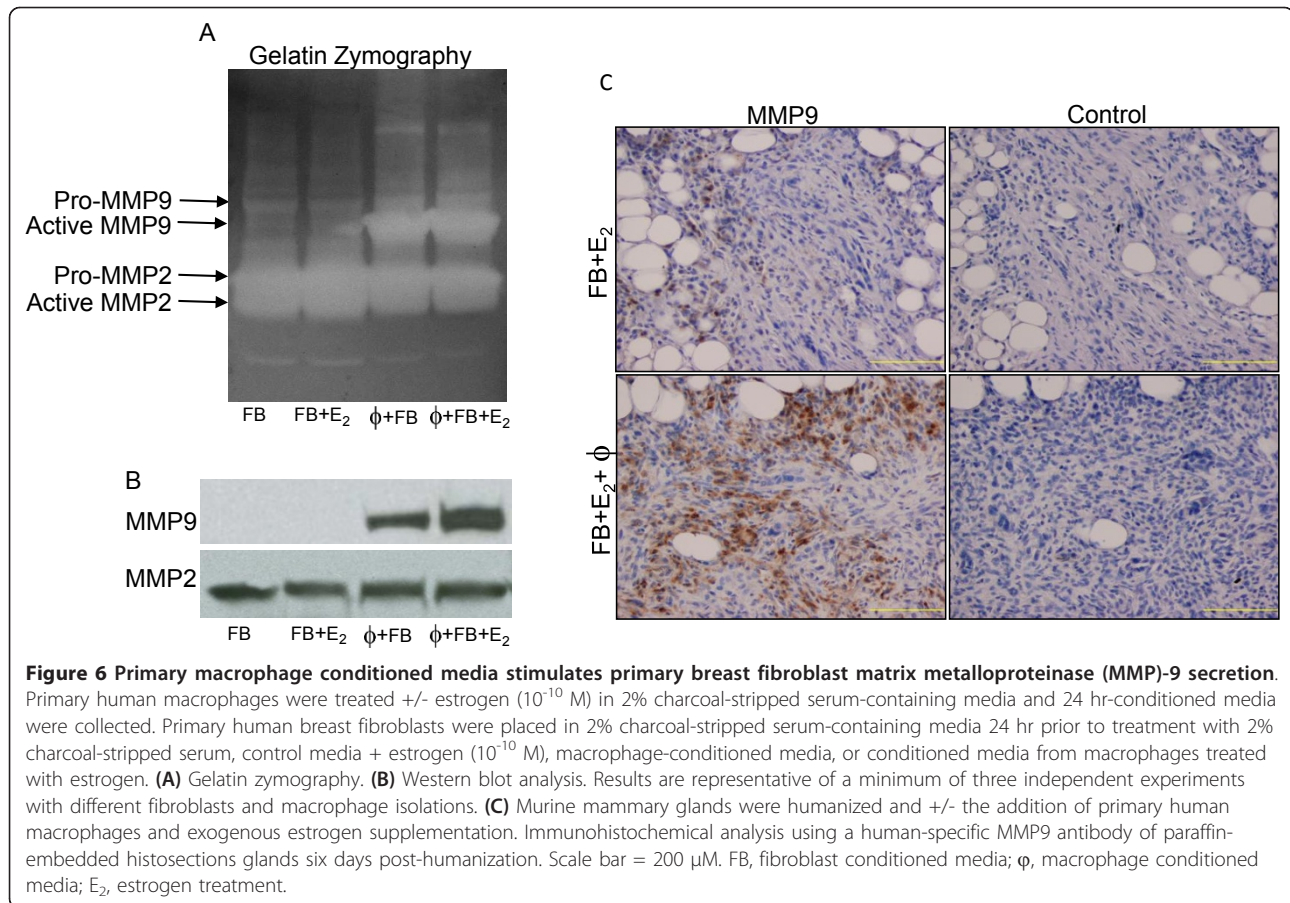 A
Gelatin Zymography
Pro-MMP9
Active MMP9
Pro-MMP2
Active MMP2
FB FB+E₂ ϕ+FB ϕ+FB+E₂
B
MMP9
MMP2
FB FB+E₂ ϕ+FB ϕ+FB+E₂
C
MMP9 Control
FB+E₂
FB+E₂+ ϕ
Figure 6 Primary macrophage conditioned media stimulates primary breast fibroblast matrix metalloproteinase (MMP)-9 secretion.
Primary human macrophages were treated +/- estrogen (10⁻¹⁰ M) in 2% charcoal-stripped serum-containing media and 24 hr-conditioned media
were collected. Primary human breast fibroblasts were placed in 2% charcoal-stripped serum-containing media 24 hr prior to treatment with 2%
charcoal-stripped serum, control media + estrogen (10⁻¹⁰ M), macrophage-conditioned media, or conditioned media from macrophages treated
with estrogen. (A) Gelatin zymography. (B) Western blot analysis. Results are representative of a minimum of three independent experiments
with different fibroblasts and macrophage isolations. (C) Murine mammary glands were humanized and +/- the addition of primary human
macrophages and exogenous estrogen supplementation. Immunohistochemical analysis using a human-specific MMP9 antibody of paraffin-
embedded histosections glands six days post-humanization. Scale bar = 200 μM. FB, fibroblast conditioned media; φ, macrophage conditioned
media; E₂, estrogen treatment.